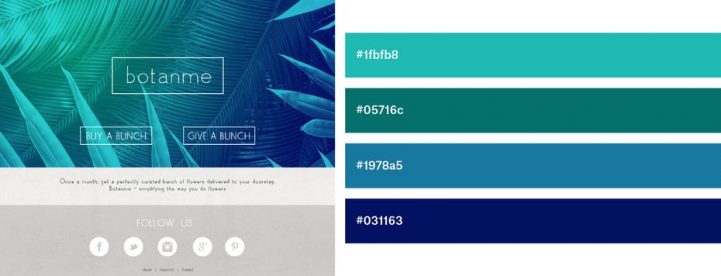 botanme
BUY A BUNCH
GIVE A BUNCH
Once a month, get a perfectly curated bunch of flowers delivered to your doorstep.
Botanme - simplifying the way you do flowers
FOLLOW US
Home | About Us | Contact
#1fbfb8
#05716c
#1978a5
#031163